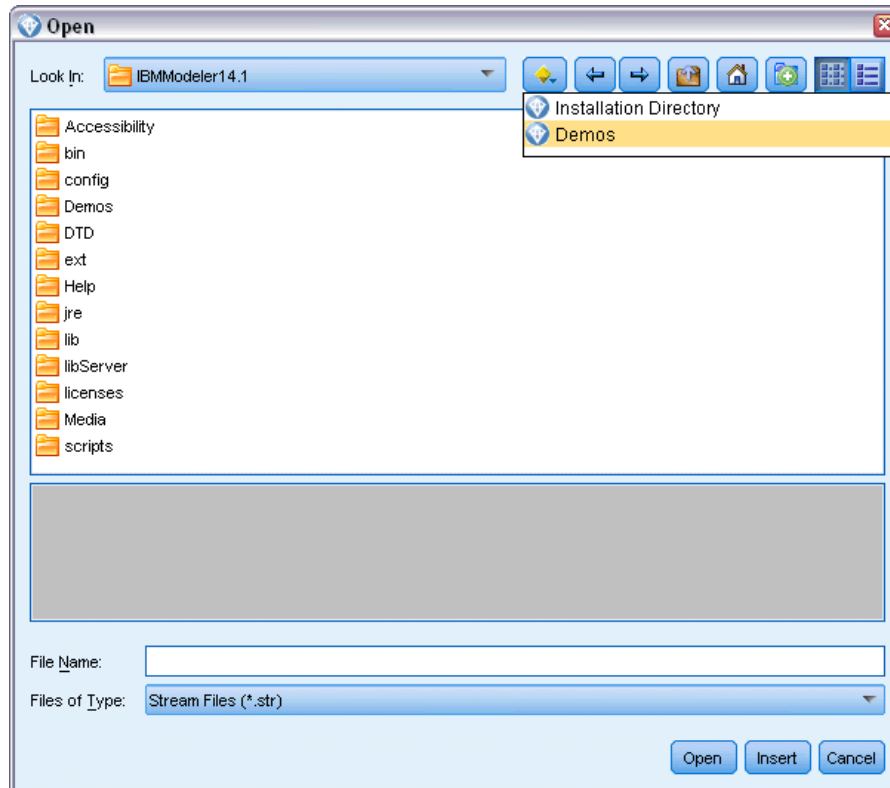 Open
Look In: IBMModeler14.1
Installation Directory
Demos
Accessibility
bin
config
Demos
DTD
ext
Help
jre
lib
libServer
licenses
Media
scripts
File Name:
Files of Type: Stream Files (*.str)
Open Insert Cancel